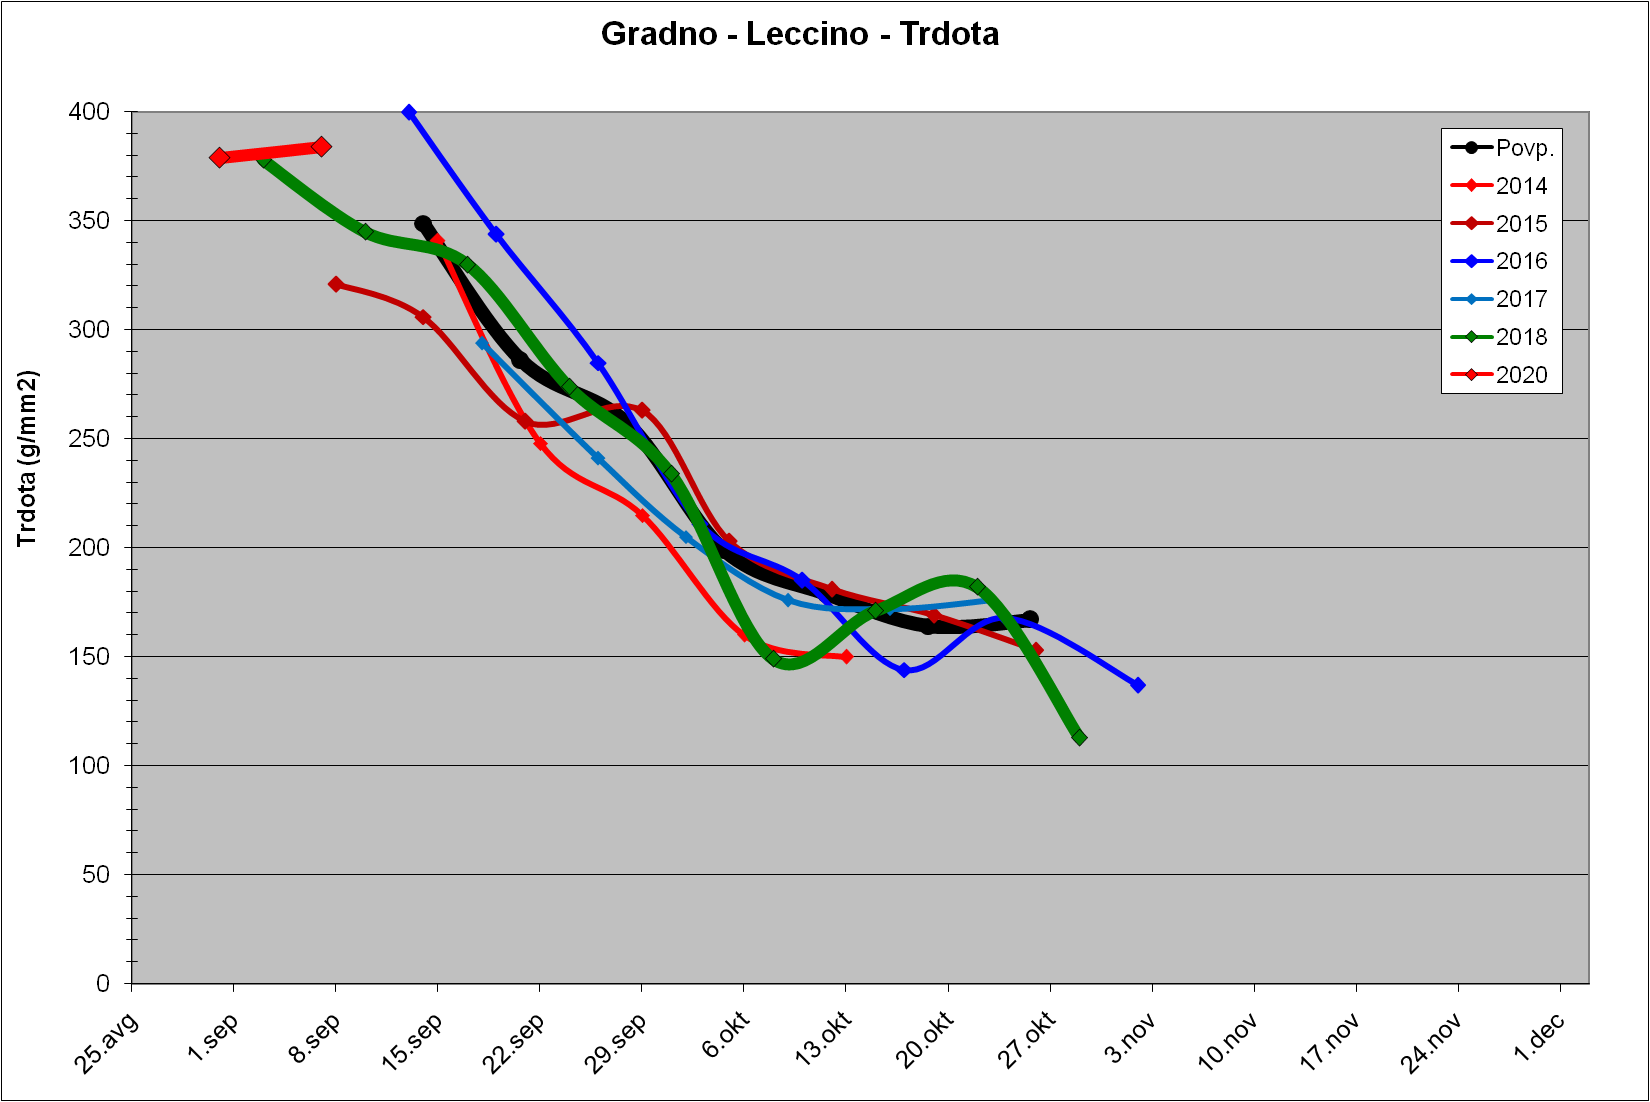 Gradno - Leccino - Trdota
Trdota (g/mm2)
400
350
300
250
200
150
100
50
0
25.avg
1.sep
8.sep
15.sep
22.sep
29.sep
6.okt
13.okt
20.okt
27.okt
3.nov
10.nov
17.nov
24.nov
1.dec
Povp.
2014
2015
2016
2017
2018
2020